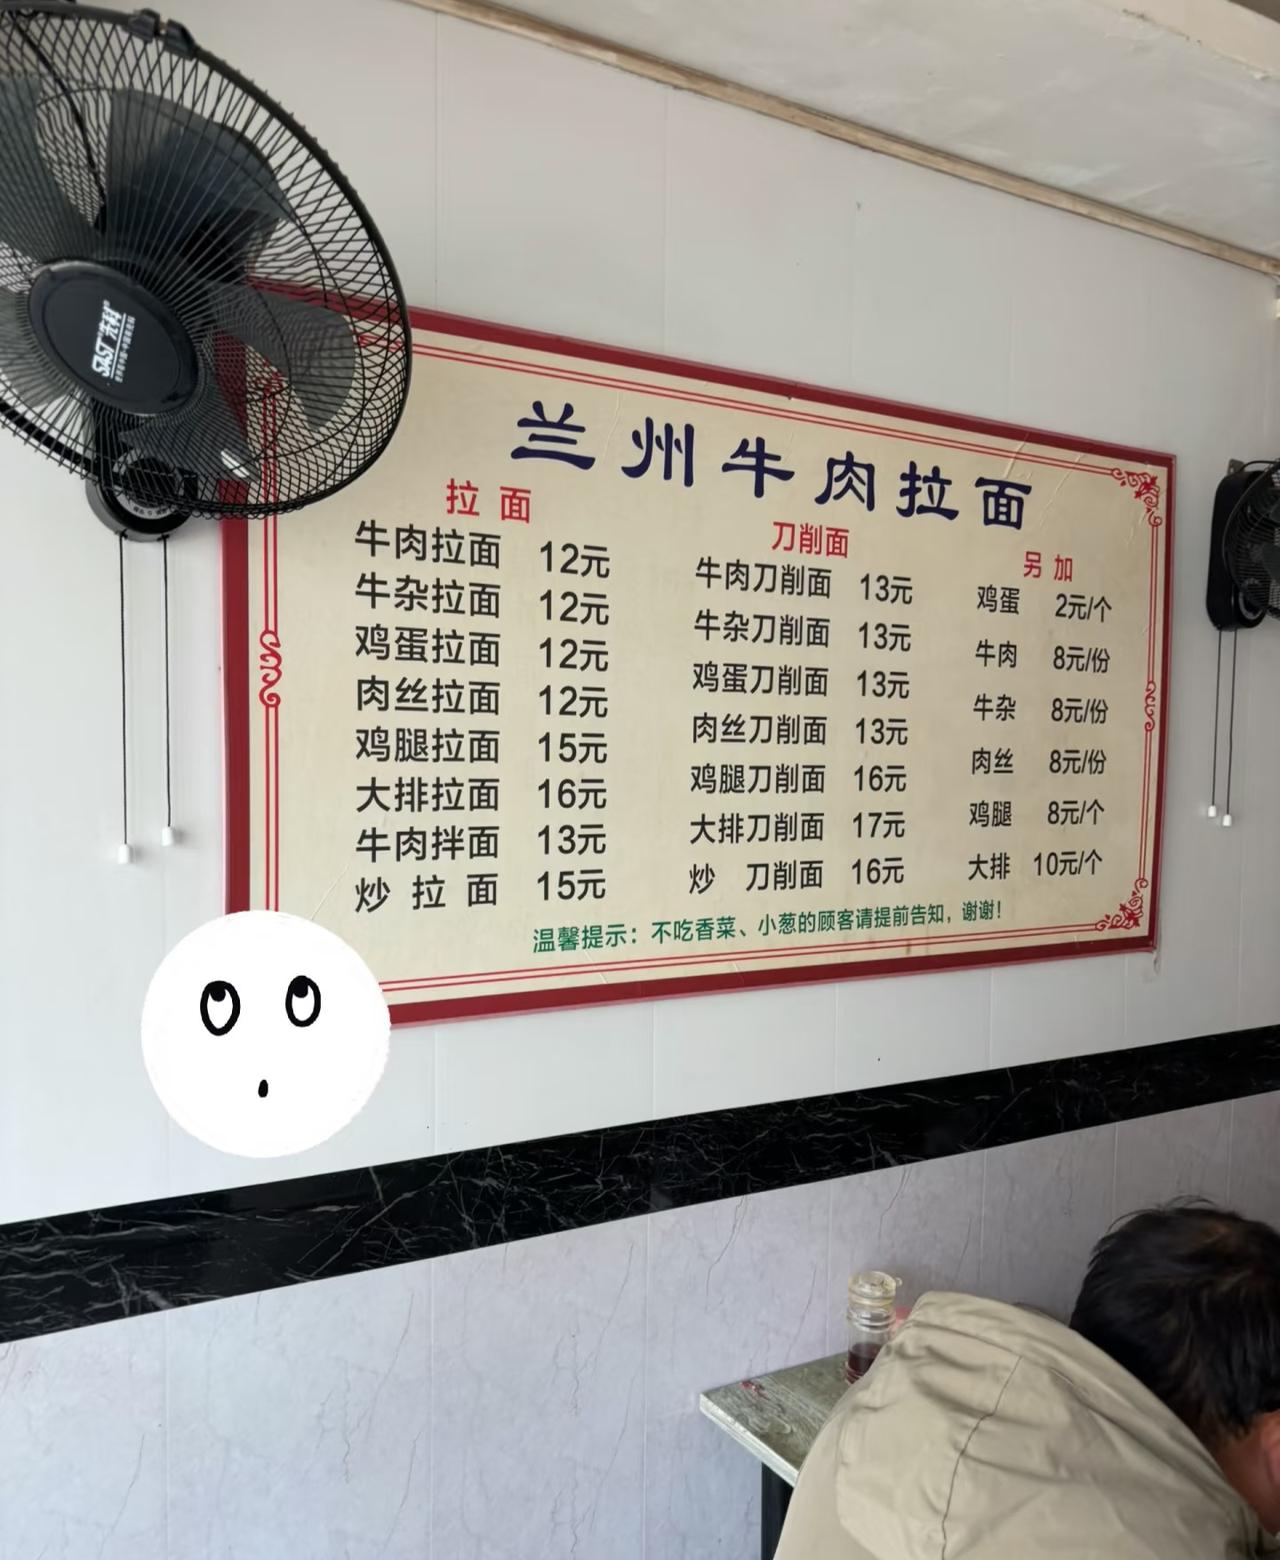 SAST 先科
兰州牛肉拉面
拉面
牛肉拉面 12元
牛杂拉面 12元
鸡蛋拉面 12元
肉丝拉面 12元
鸡腿拉面 15元
大排拉面 16元
牛肉拌面 13元
炒拉面 15元
刀削面
牛肉刀削面 13元
牛杂刀削面 13元
鸡蛋刀削面 13元
肉丝刀削面 13元
鸡腿刀削面 16元
大排刀削面 17元
炒 刀削面 16元
另加
鸡蛋 2元/个
牛肉 8元/份
牛杂 8元/份
肉丝 8元/份
鸡腿 8元/个
大排 10元/个
温馨提示：不吃香菜、小葱的顾客请提前告知，谢谢！